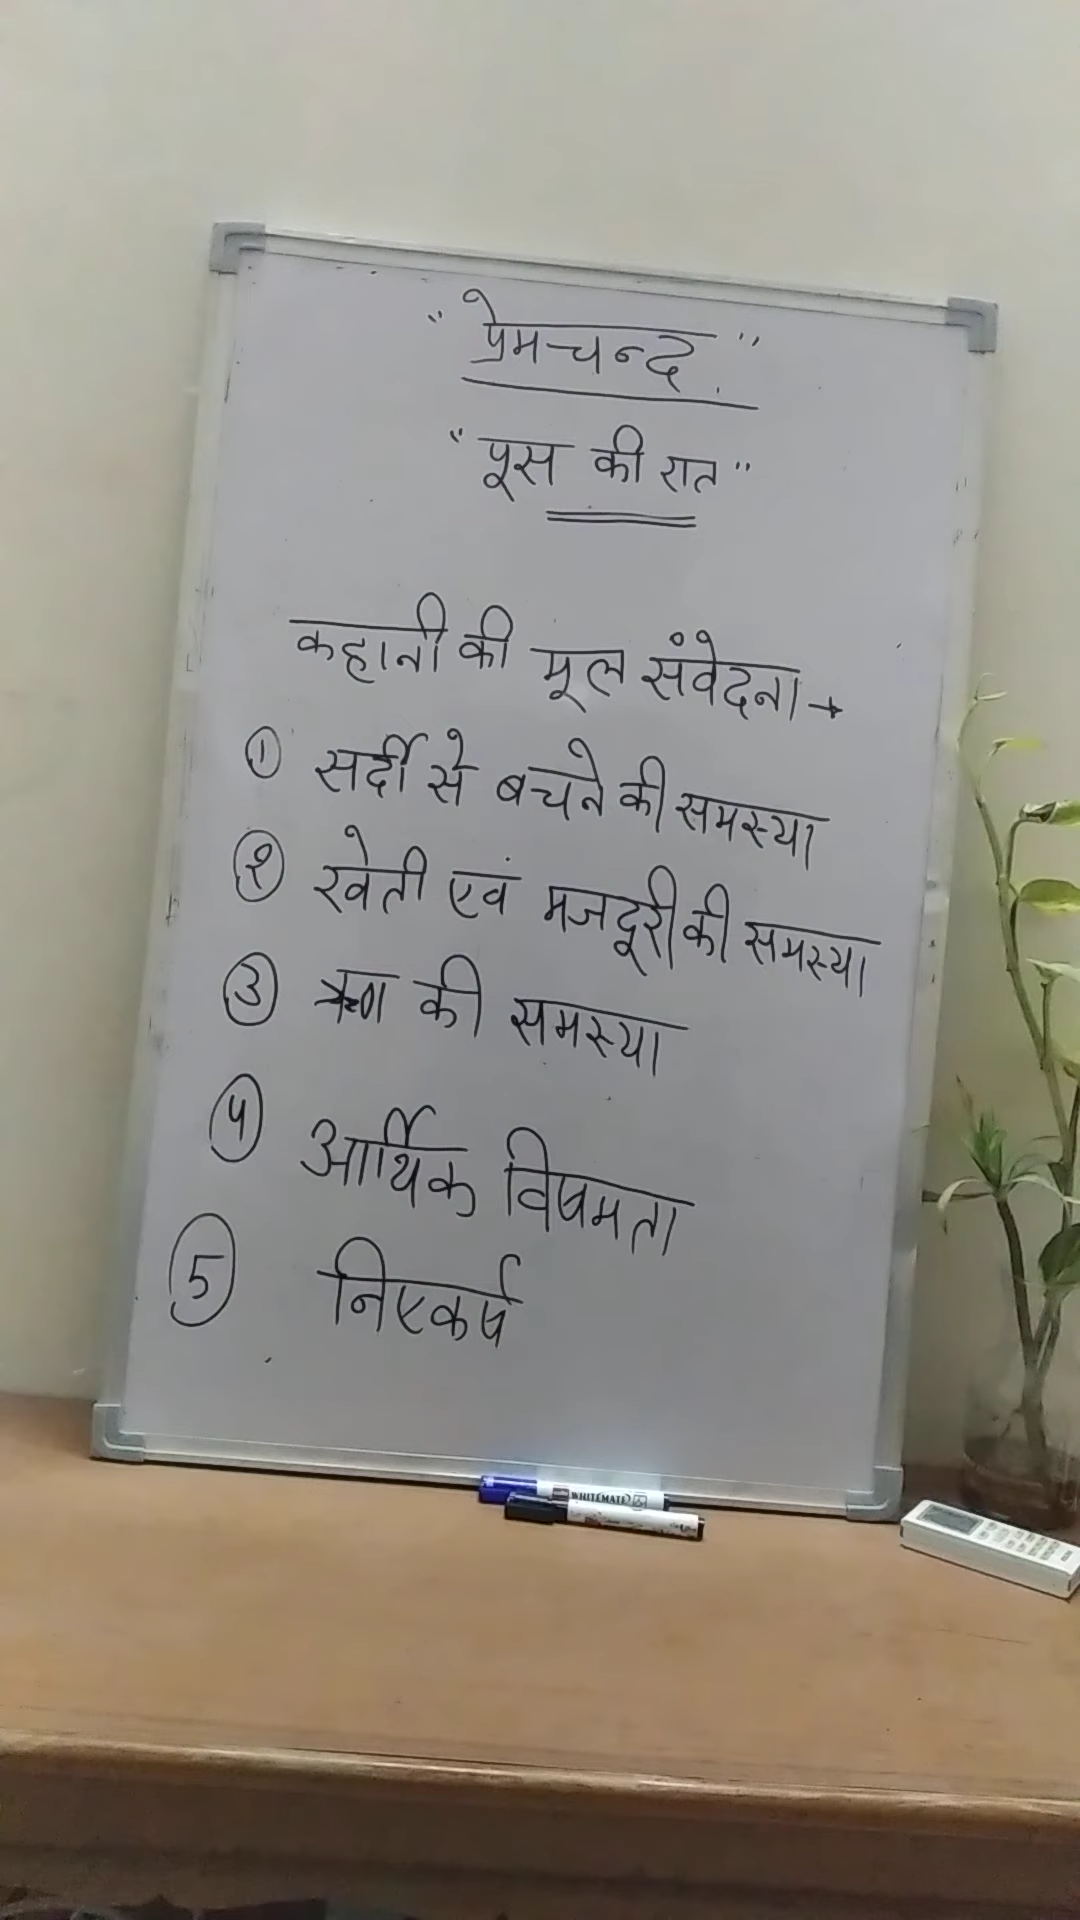 "प्रेमचन्द."
"पूस की रात"
कहानी की मूल संवेदना →
① सर्दी से बचने की समस्या
② खेती एवं मजदूरी की समस्या
③ ऋण की समस्या
④ आर्थिक विषमता
⑤ निष्कर्ष
WHITEMATE